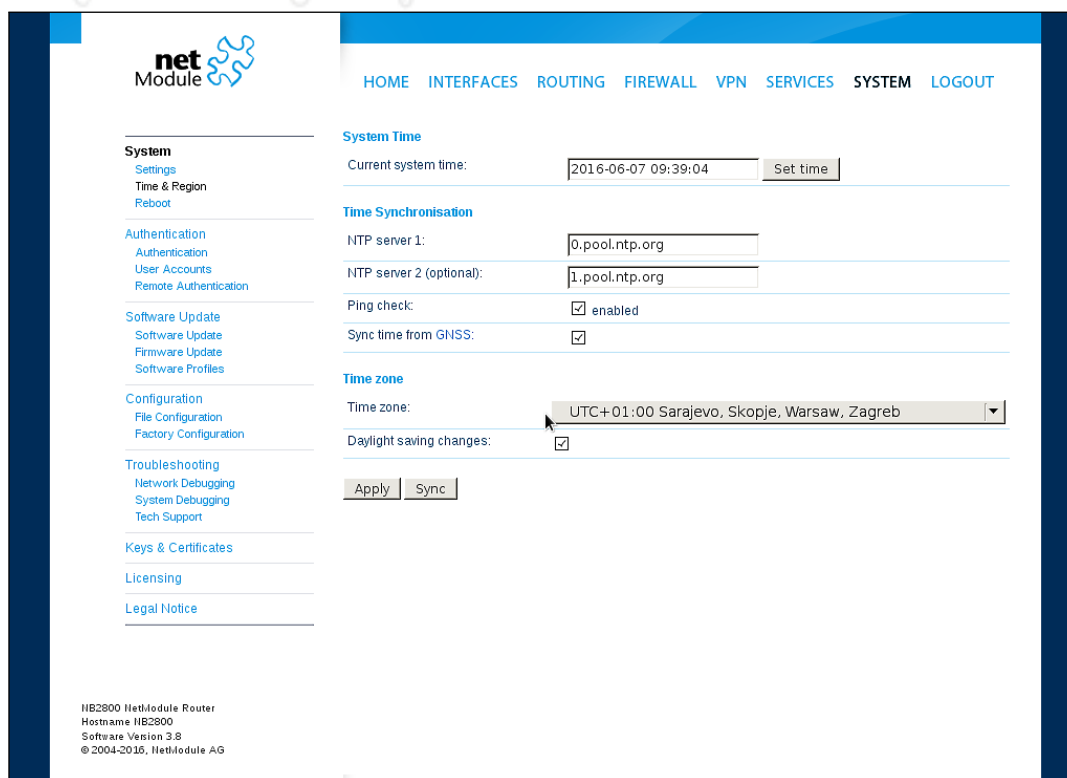 net
Module
HOME INTERFACES ROUTING FIREWALL VPN SERVICES SYSTEM LOGOUT
System
Settings
Time & Region
Reboot
Authentication
Authentication
User Accounts
Remote Authentication
Software Update
Software Update
Firmware Update
Software Profiles
Configuration
File Configuration
Factory Configuration
Troubleshooting
Network Debugging
System Debugging
Tech Support
Keys & Certificates
Licensing
Legal Notice
System Time
Current system time: 2016-06-07 09:39:04 Set time
Time Synchronisation
NTP server 1: 0.pool.ntp.org
NTP server 2 (optional): 1.pool.ntp.org
Ping check: enabled
Sync time from GNSS:
Time zone
Time zone: UTC+01:00 Sarajevo, Skopje, Warsaw, Zagreb
Daylight saving changes:
Apply Sync
NB2800 NetModule Router
Hostname NB2800
Software Version 3.8
© 2004-2016, NetModule AG